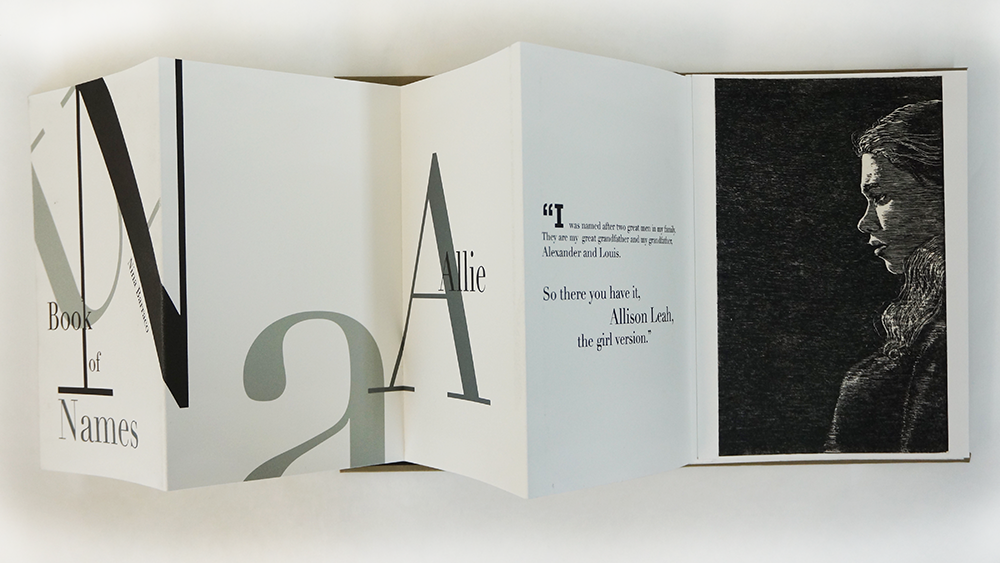 N
Book
of
Names
a
A
Allie
“I was named after two great men in my family.
They are my great grandfather and my grandfather,
Alexander and Louis.
So there you have it,
Allison Leah,
the girl version.”